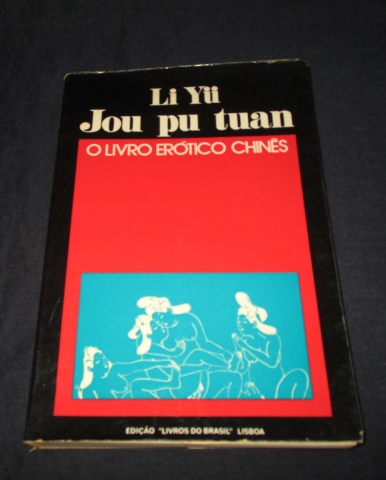 Li Yü
Jou pu tuan
O LIVRO ERÓTICO CHINÊS
EDIÇÃO "LIVROS DO BRASIL" LISBOA